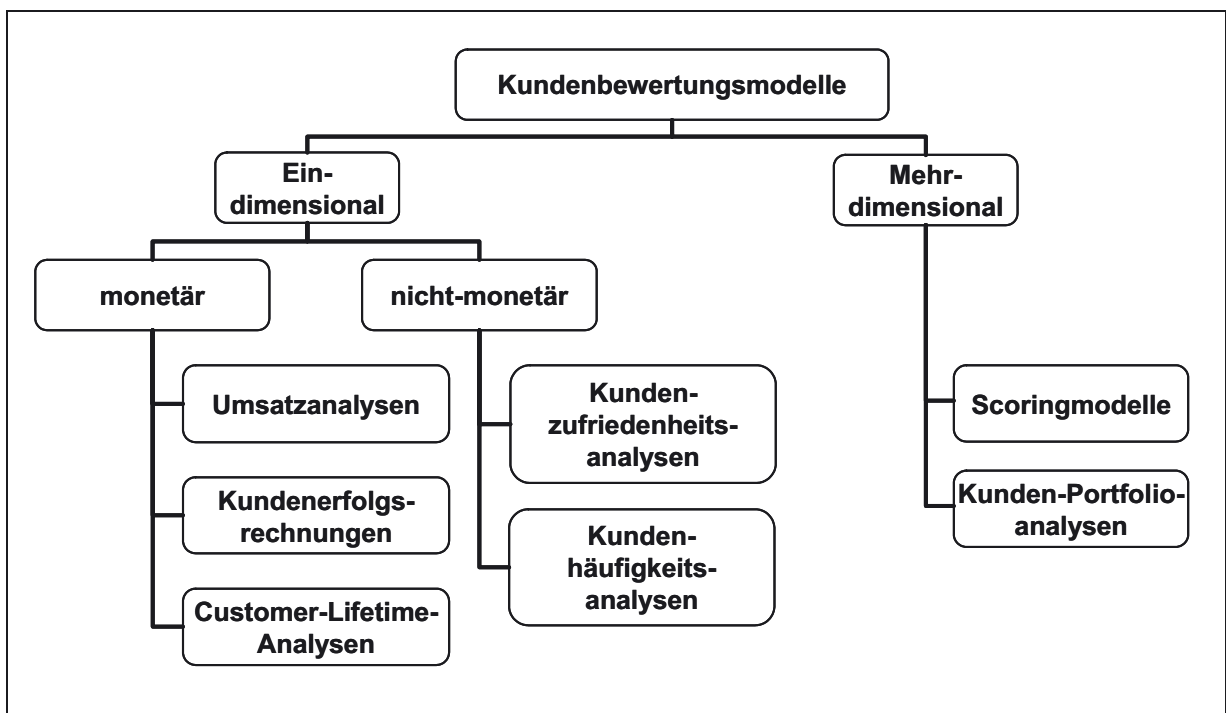 Kundenbewertungsmodelle
Ein-
dimensional
Mehr-
dimensional
monetär
nicht-monetär
Umsatzanalysen
Kundenerfolgs-
rechnungen
Customer-Lifetime-
Analysen
Kunden-
zufriedenheits-
analysen
Kunden-
häufigkeits-
analysen
Scoringmodelle
Kunden-Portfolio-
analysen